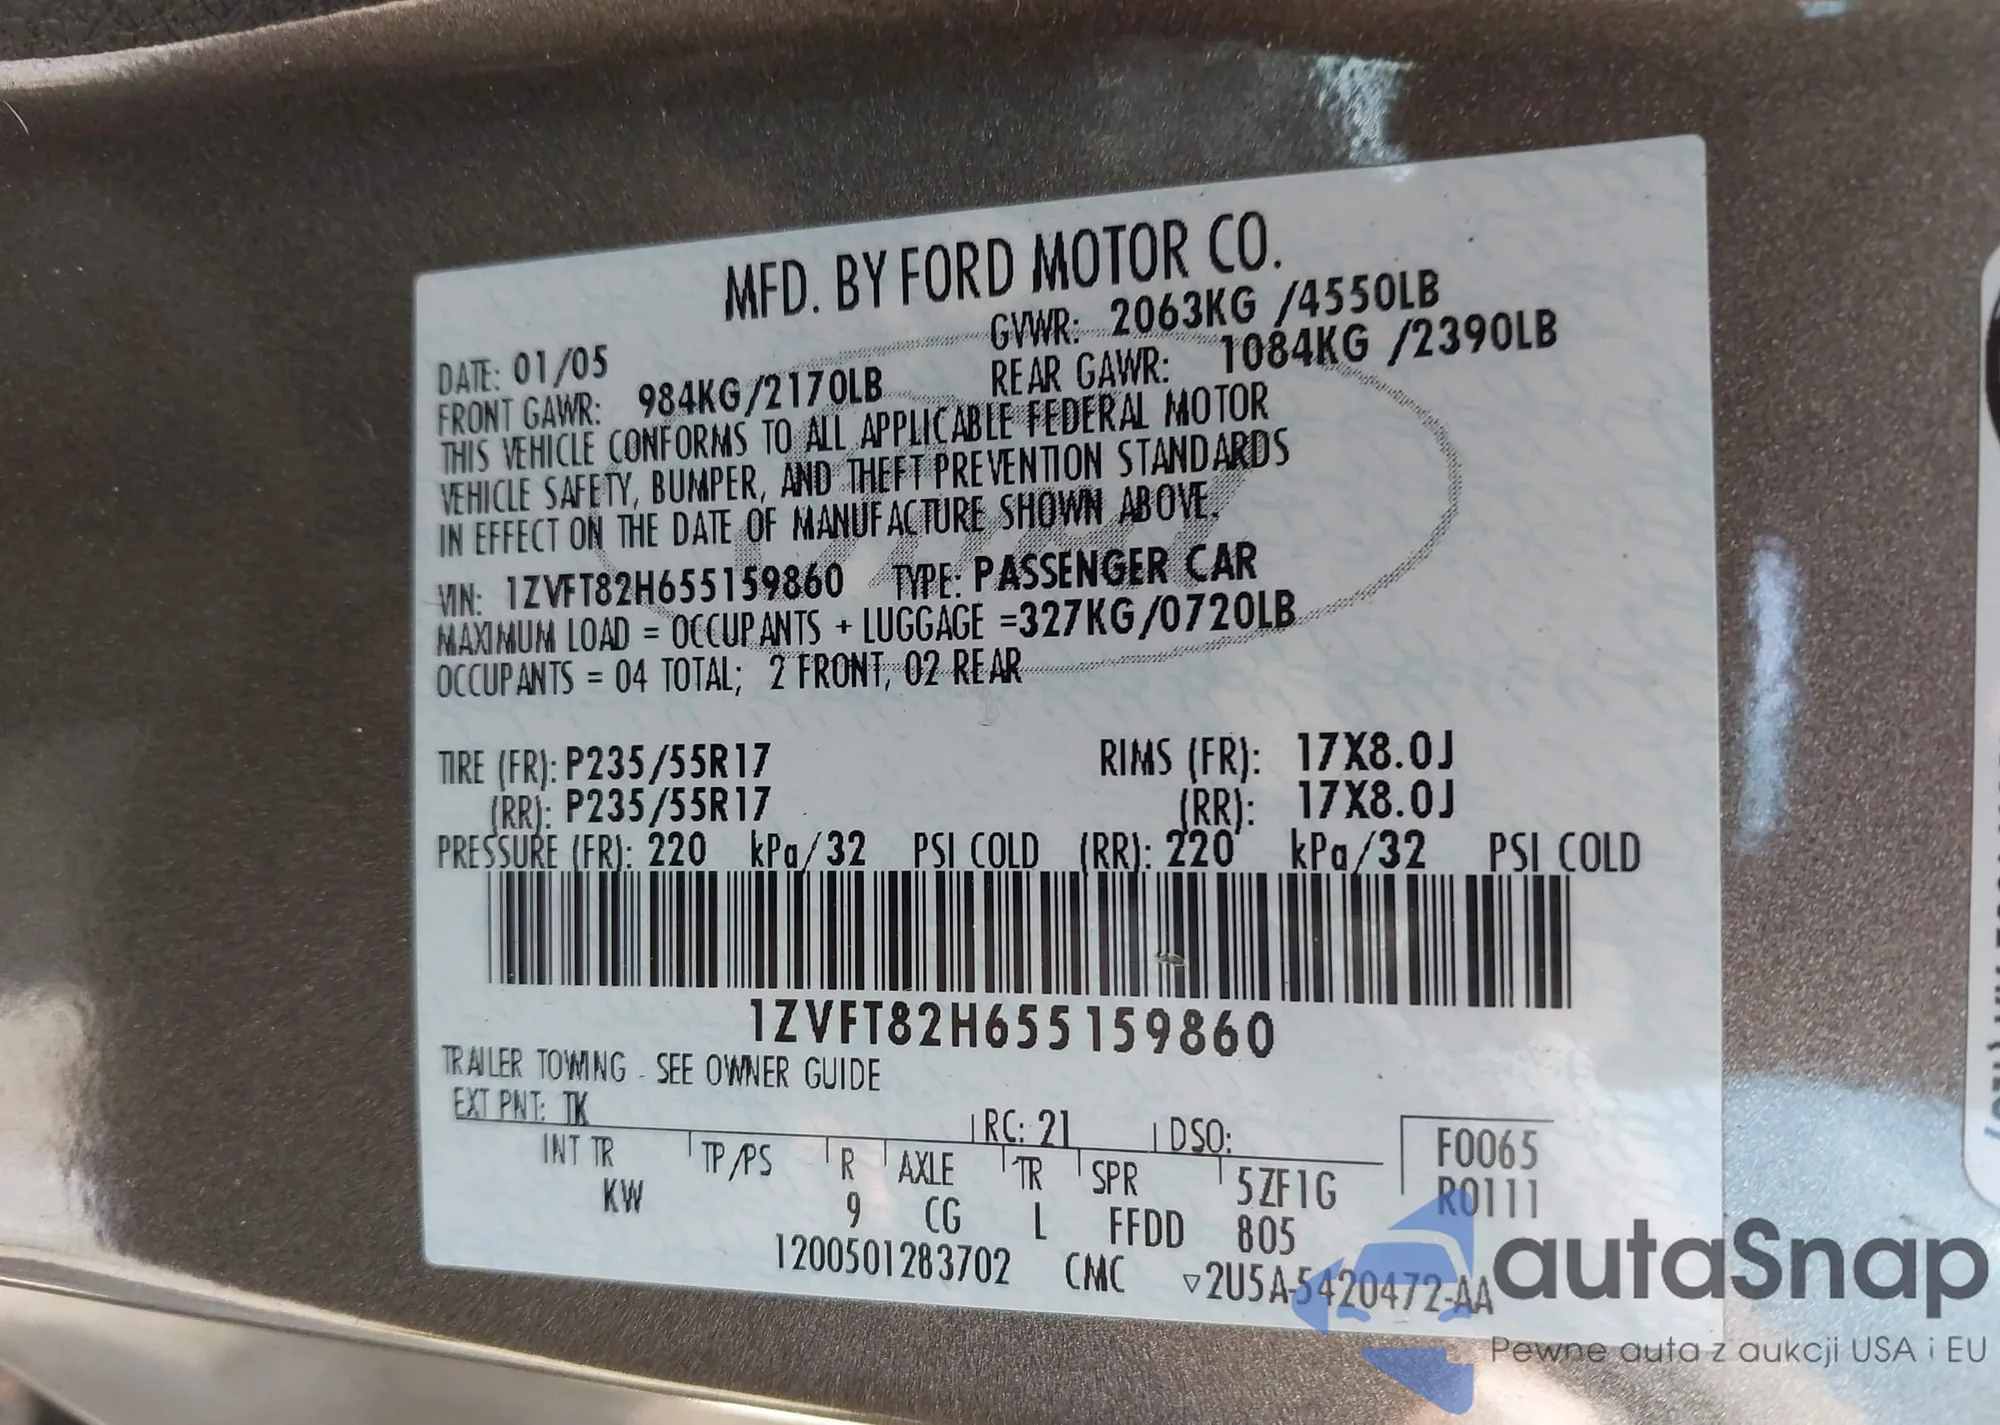 MFD. BY FORD MOTOR CO.
DATE: 01/05 GVWR: 2063KG /4550LB
FRONT GAWR: 984KG/2170LB REAR GAWR: 1084KG /2390LB
THIS VEHICLE CONFORMS TO ALL APPLICABLE FEDERAL MOTOR
VEHICLE SAFETY, BUMPER, AND THEFT PREVENTION STANDARDS
IN EFFECT ON THE DATE OF MANUFACTURE SHOWN ABOVE.
VIN: 1ZVFT82H655159860 TYPE: PASSENGER CAR
MAXIMUM LOAD = OCCUPANTS + LUGGAGE =327KG/0720LB
OCCUPANTS = 04 TOTAL; 2 FRONT, 02 REAR
TIRE (FR): P235/55R17 RIMS (FR): 17X8.0J
(RR): P235/55R17 (RR): 17X8.0J
PRESSURE (FR): 220 kPa/32 PSI COLD (RR): 220 kPa/32 PSI COLD
1ZVFT82H655159860
TRAILER TOWING - SEE OWNER GUIDE
EXT PNT: TK RC: 21 DSO: F0065
INT TR TP/PS R AXLE TR SPR 5ZF1G R0111
KW 9 CG L FFDD 805
1200501283702 CMC ▽2U5A-5420472-AA
autaSnap
Pewne auta z aukcji USA i EU